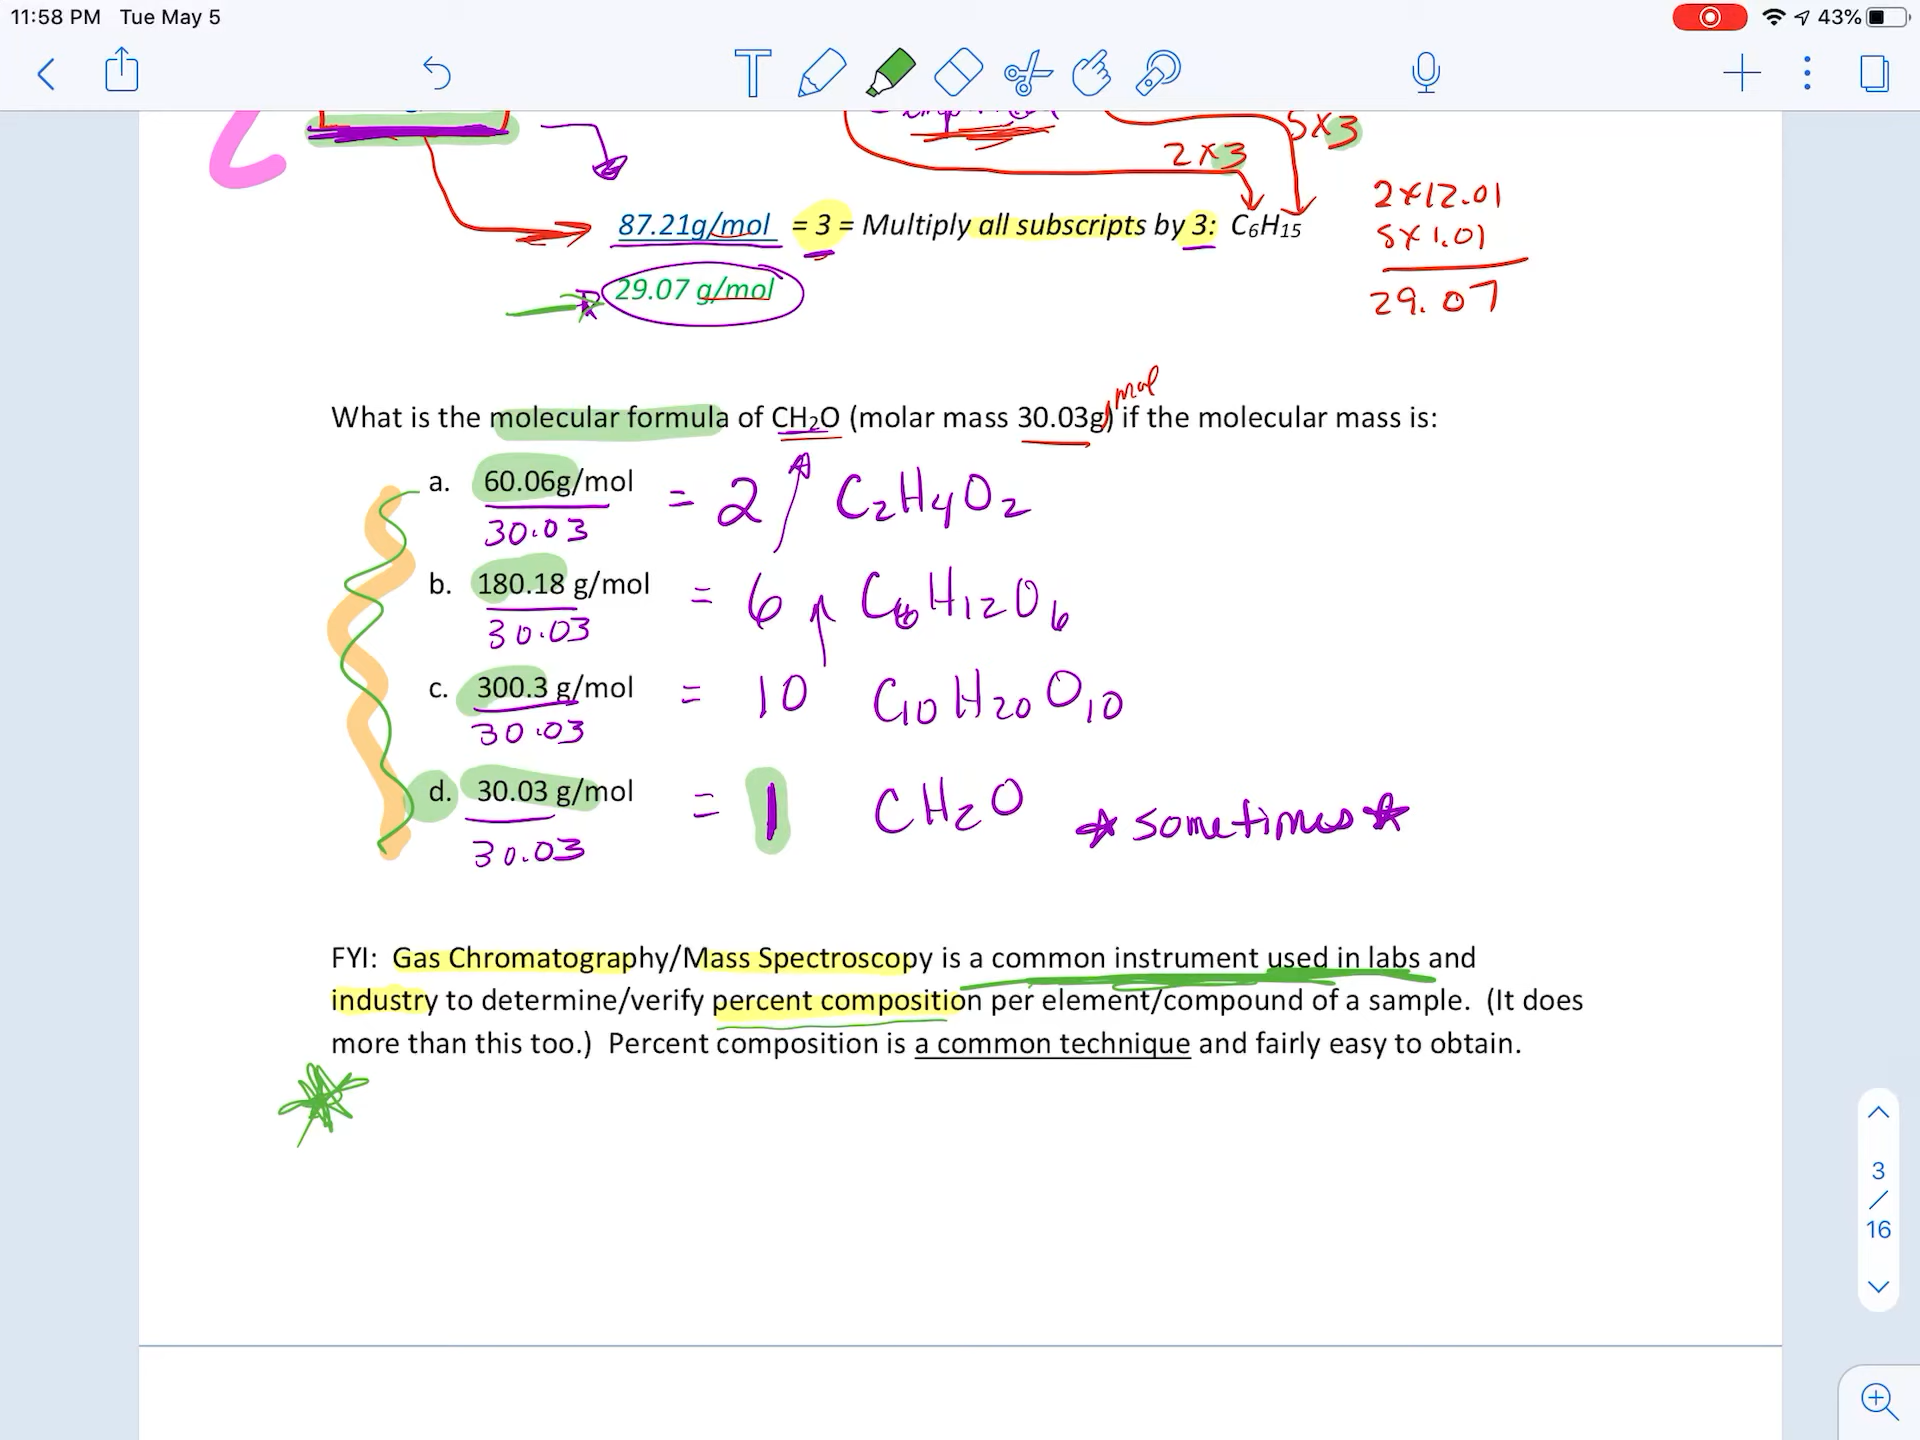 11:58 PM Tue May 5
43%
T
5x3
2x3
2x12.01
87.21g/mol = 3 = Multiply all subscripts by 3: C6H15
5x1.01
29.07 g/mol
29.07
mol
What is the molecular formula of CH2O (molar mass 30.03g) if the molecular mass is:
a. 60.06g/mol = 2 C2H4O2
30.03
b. 180.18 g/mol = 6 C6H12O6
30.03
c. 300.3 g/mol = 10 C10H20O10
30.03
d. 30.03 g/mol = 1 CH2O *sometimes*
30.03
FYI: Gas Chromatography/Mass Spectroscopy is a common instrument used in labs and
industry to determine/verify percent composition per element/compound of a sample. (It does
more than this too.) Percent composition is a common technique and fairly easy to obtain.
3
/
16